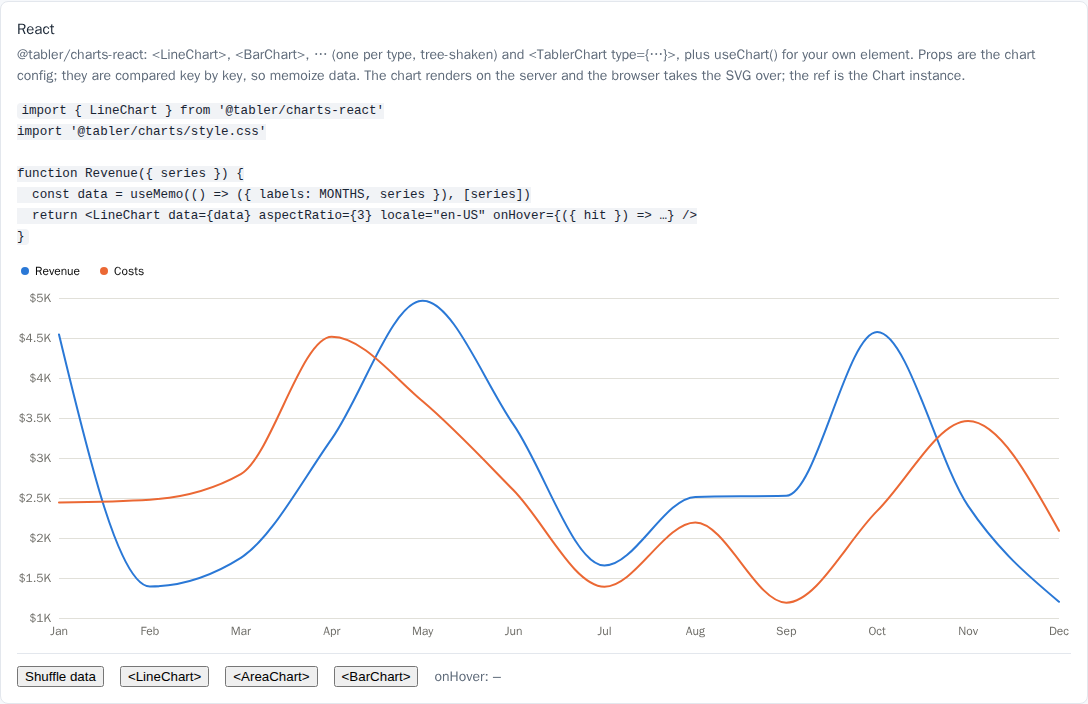 React
@tabler/charts-react: <LineChart>, <BarChart>, ⋯ (one per type, tree-shaken) and <TablerChart type={⋯}>, plus useChart() for your own element. Props are the chart
config; they are compared key by key, so memoize data. The chart renders on the server and the browser takes the SVG over; the ref is the Chart instance.
import { LineChart } from '@tabler/charts-react'
import '@tabler/charts/style.css'
function Revenue({ series }) {
  const data = useMemo(() => ({ labels: MONTHS, series }), [series])
  return <LineChart data={data} aspectRatio={3} locale="en-US" onHover={({ hit }) => …} />
}
Revenue Costs
$5K
$4.5K
$4K
$3.5K
$3K
$2.5K
$2K
$1.5K
$1K
Jan Feb Mar Apr May Jun Jul Aug Sep Oct Nov Dec
Shuffle data <LineChart> <AreaChart> <BarChart> onHover: –